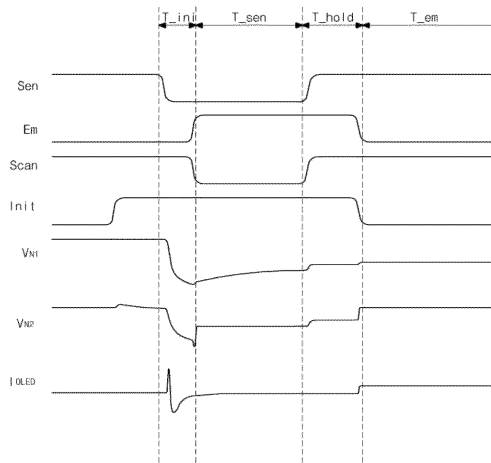 T_ini T_sen T_hold T_em
Sen
Em
Scan
Init
VN1
VN2
IOLED